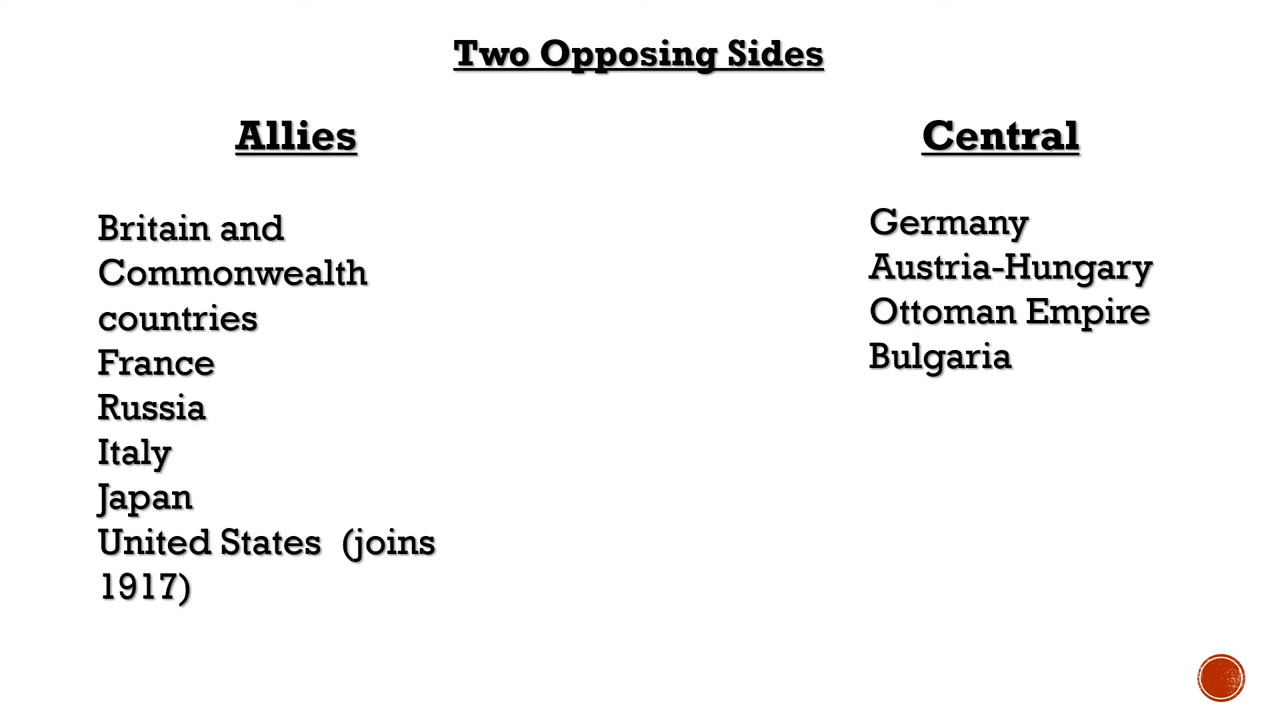 Two Opposing Sides
Allies
Britain and
Commonwealth
countries
France
Russia
Italy
Japan
United States (joins
1917)
Central
Germany
Austria-Hungary
Ottoman Empire
Bulgaria